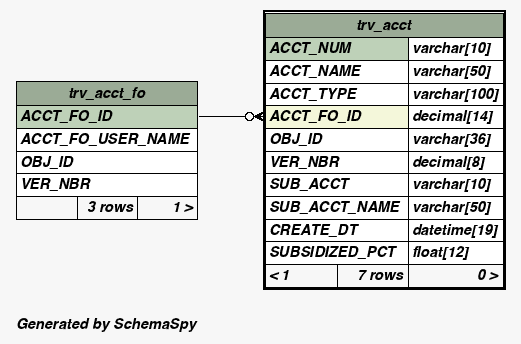 trv_acct_fo
ACCT_FO_ID
ACCT_FO_USER_NAME
OBJ_ID
VER_NBR
3 rows 1 >
trv_acct
ACCT_NUM varchar[10]
ACCT_NAME varchar[50]
ACCT_TYPE varchar[100]
ACCT_FO_ID decimal[14]
OBJ_ID varchar[36]
VER_NBR decimal[8]
SUB_ACCT varchar[10]
SUB_ACCT_NAME varchar[50]
CREATE_DT datetime[19]
SUBSIDIZED_PCT float[12]
< 1 7 rows 0 >
Generated by SchemaSpy